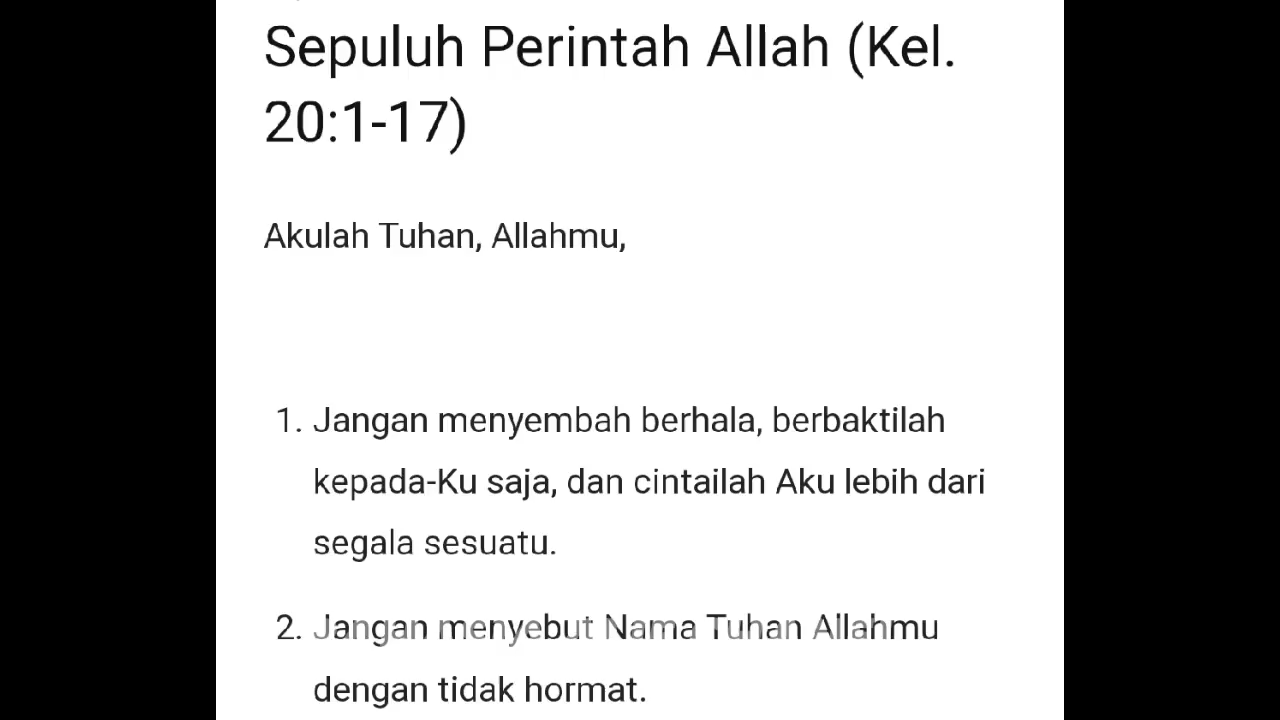 Sepuluh Perintah Allah (Kel.
20:1-17)
Akulah Tuhan, Allahmu,
1. Jangan menyembah berhala, berbaktilah
kepada-Ku saja, dan cintailah Aku lebih dari
segala sesuatu.
2. Jangan menyebut Nama Tuhan Allahmu
dengan tidak hormat.